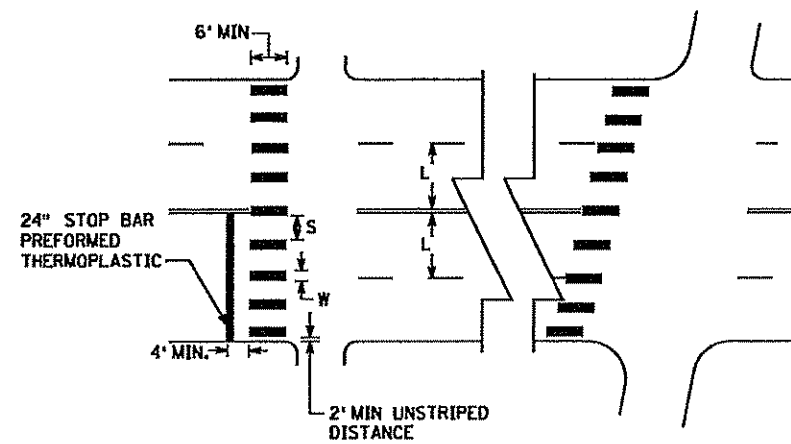 6' MIN
L
24" STOP BAR
PREFORMED
THERMOPLASTIC
S
L
W
4' MIN.
2' MIN UNSTRIPED
DISTANCE